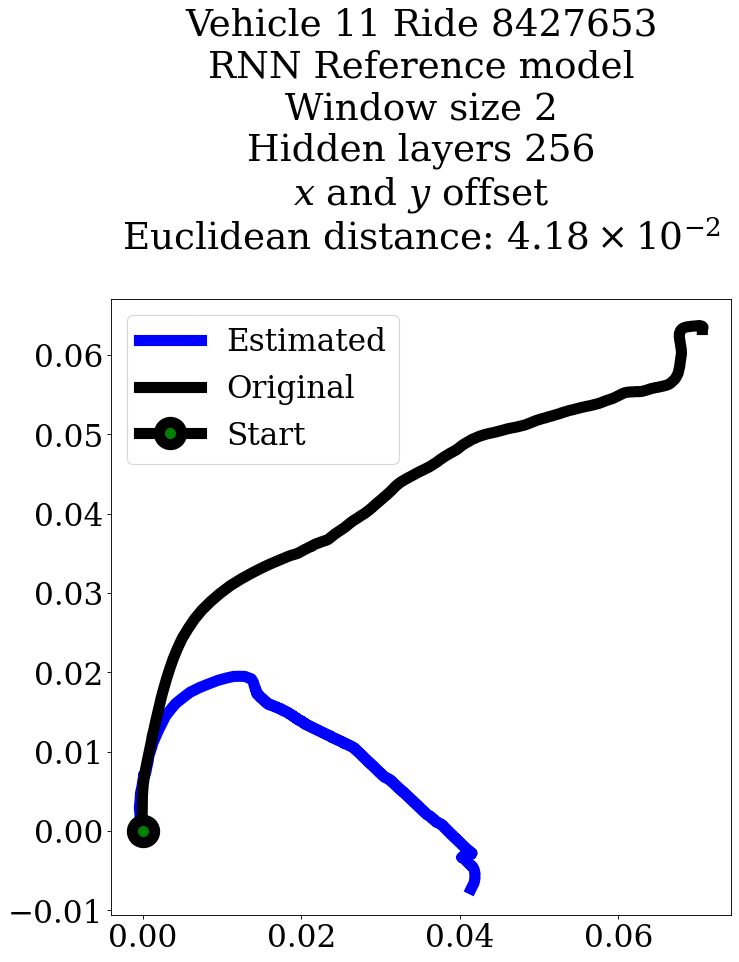 Vehicle 11 Ride 8427653
RNN Reference model
Window size 2
Hidden layers 256
x and y offset
Euclidean distance: 4.18 × 10⁻²
Estimated
Original
Start
0.06
0.05
0.04
0.03
0.02
0.01
0.00
−0.01
0.00 0.02 0.04 0.06